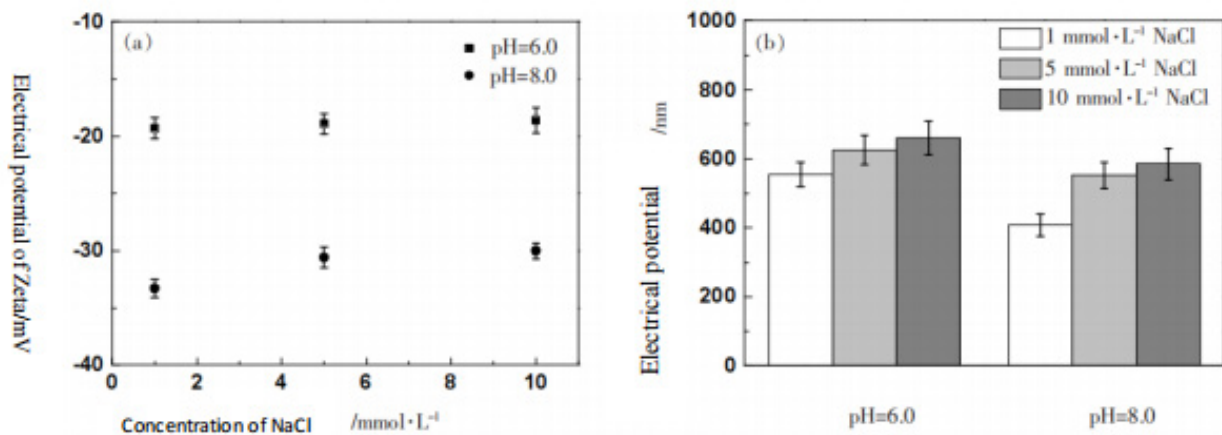 (a)
pH=6.0
pH=8.0
-10
-20
-30
-40
Electrical potential of Zeta/mV
0 2 4 6 8 10
Concentration of NaCl /mmol·L⁻¹
(b)
1 mmol·L⁻¹ NaCl
5 mmol·L⁻¹ NaCl
10 mmol·L⁻¹ NaCl
1000
800
600
400
200
0
Electrical potential /nm
pH=6.0 pH=8.0